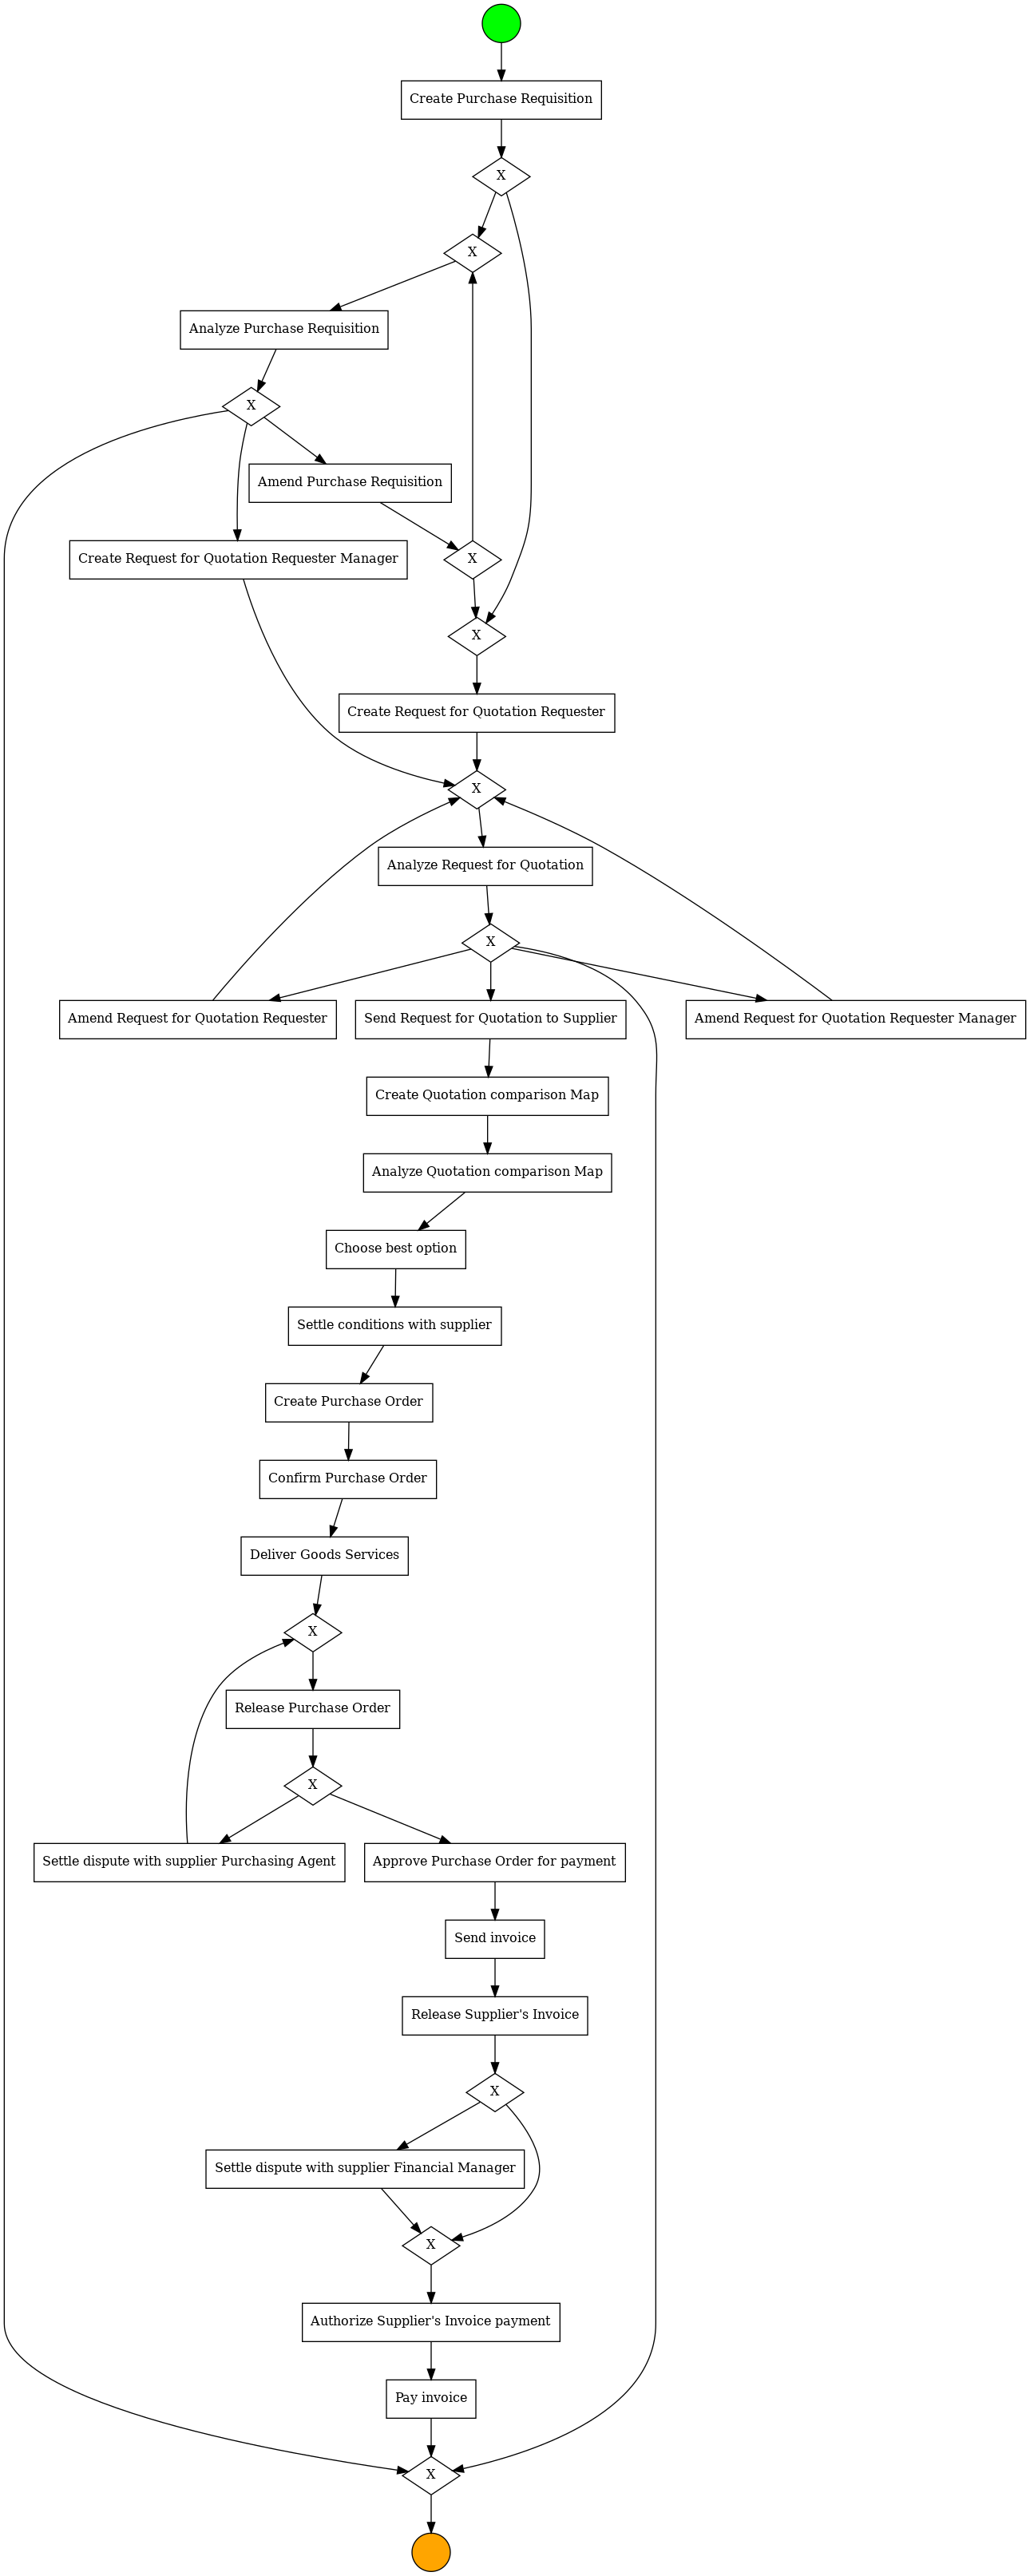 Create Purchase Requisition
X
X
Analyze Purchase Requisition
X
Amend Purchase Requisition
Create Request for Quotation Requester Manager
X
X
Create Request for Quotation Requester
X
Analyze Request for Quotation
X
Amend Request for Quotation Requester
Send Request for Quotation to Supplier
Amend Request for Quotation Requester Manager
Create Quotation comparison Map
Analyze Quotation comparison Map
Choose best option
Settle conditions with supplier
Create Purchase Order
Confirm Purchase Order
Deliver Goods Services
X
Release Purchase Order
X
Settle dispute with supplier Purchasing Agent
Approve Purchase Order for payment
Send invoice
Release Supplier's Invoice
X
Settle dispute with supplier Financial Manager
X
Authorize Supplier's Invoice payment
Pay invoice
X